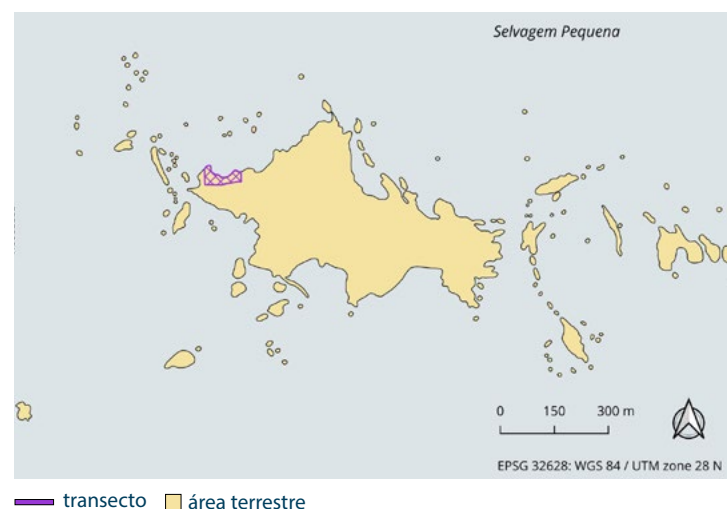 Selvagem Pequena
0 150 300 m
EPSG 32628: WGS 84 / UTM zone 28 N
transecto área terrestre